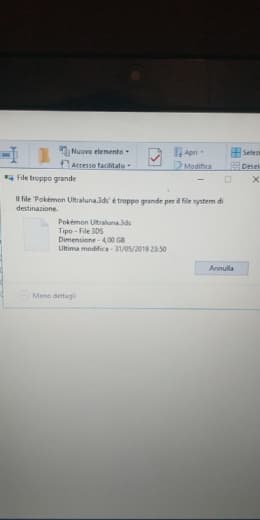 Nuovo elemento
Accesso facilitato
Apri
Modifica
Selez
Desel
File troppo grande
Il file 'Pokémon Ultraluna.3ds' è troppo grande per il file system di
destinazione.
Pokémon Ultraluna.3ds
Tipo - File 3DS
Dimensione - 4,00 GB
Ultima modifica - 31/05/2019 23:50
Annulla
Meno dettagli